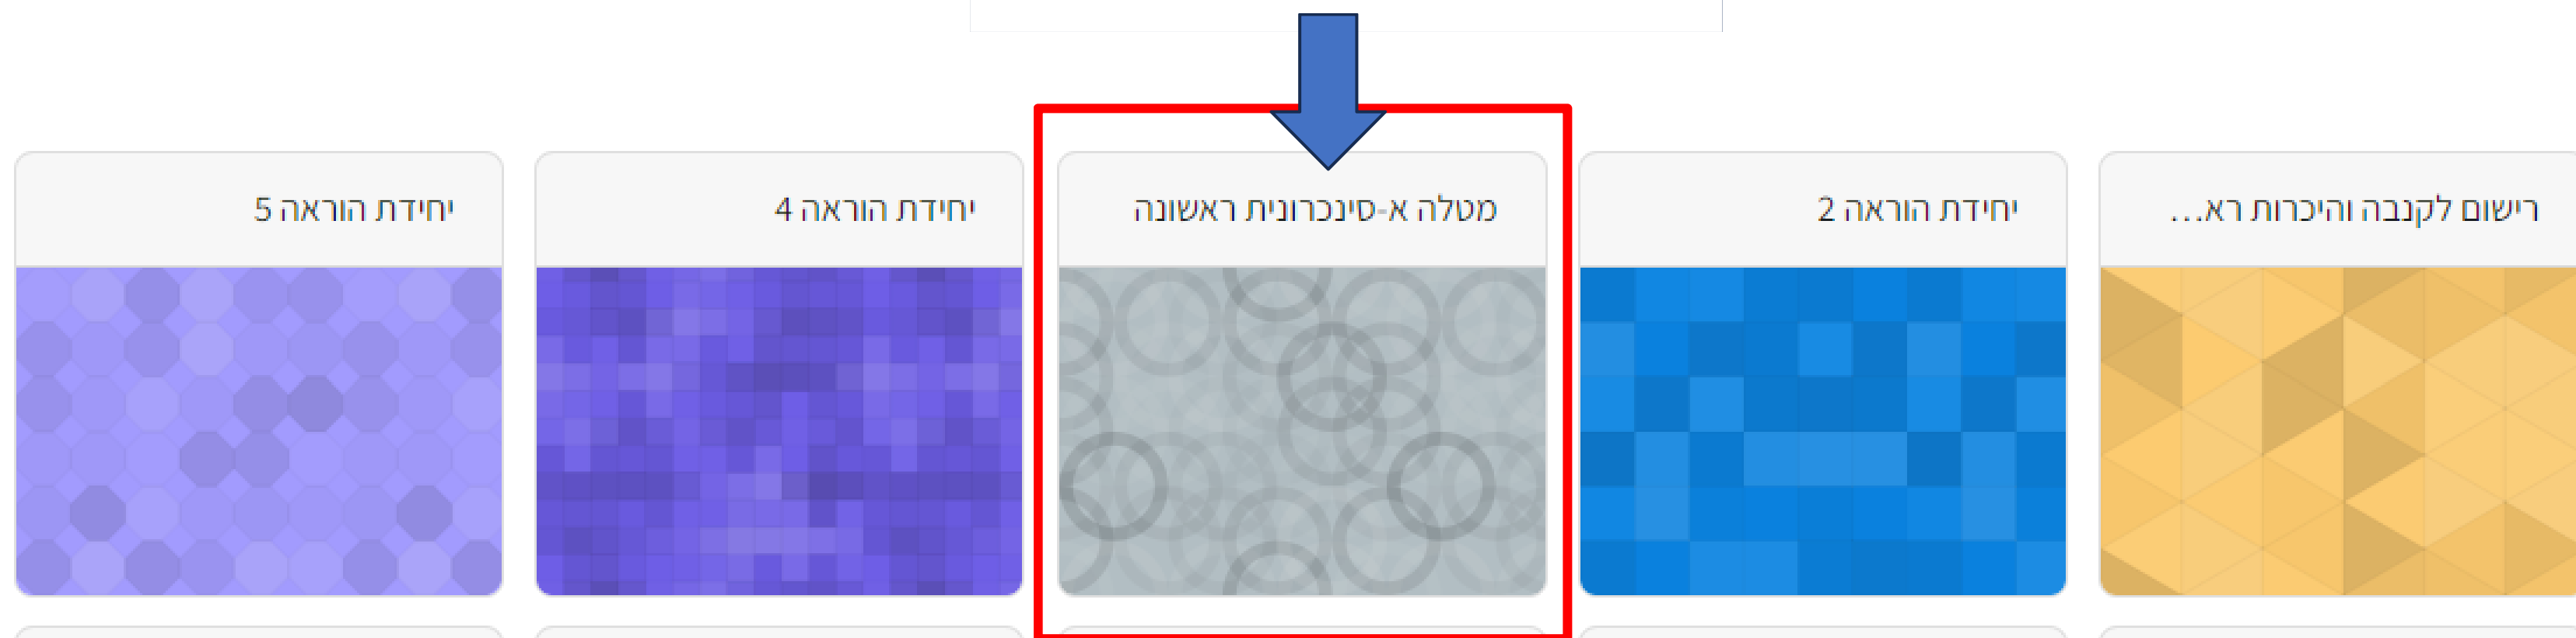 רישום לקנבה והיכרות רא...
יחידת הוראה 2
מטלה א-סינכרונית ראשונה
יחידת הוראה 4
יחידת הוראה 5